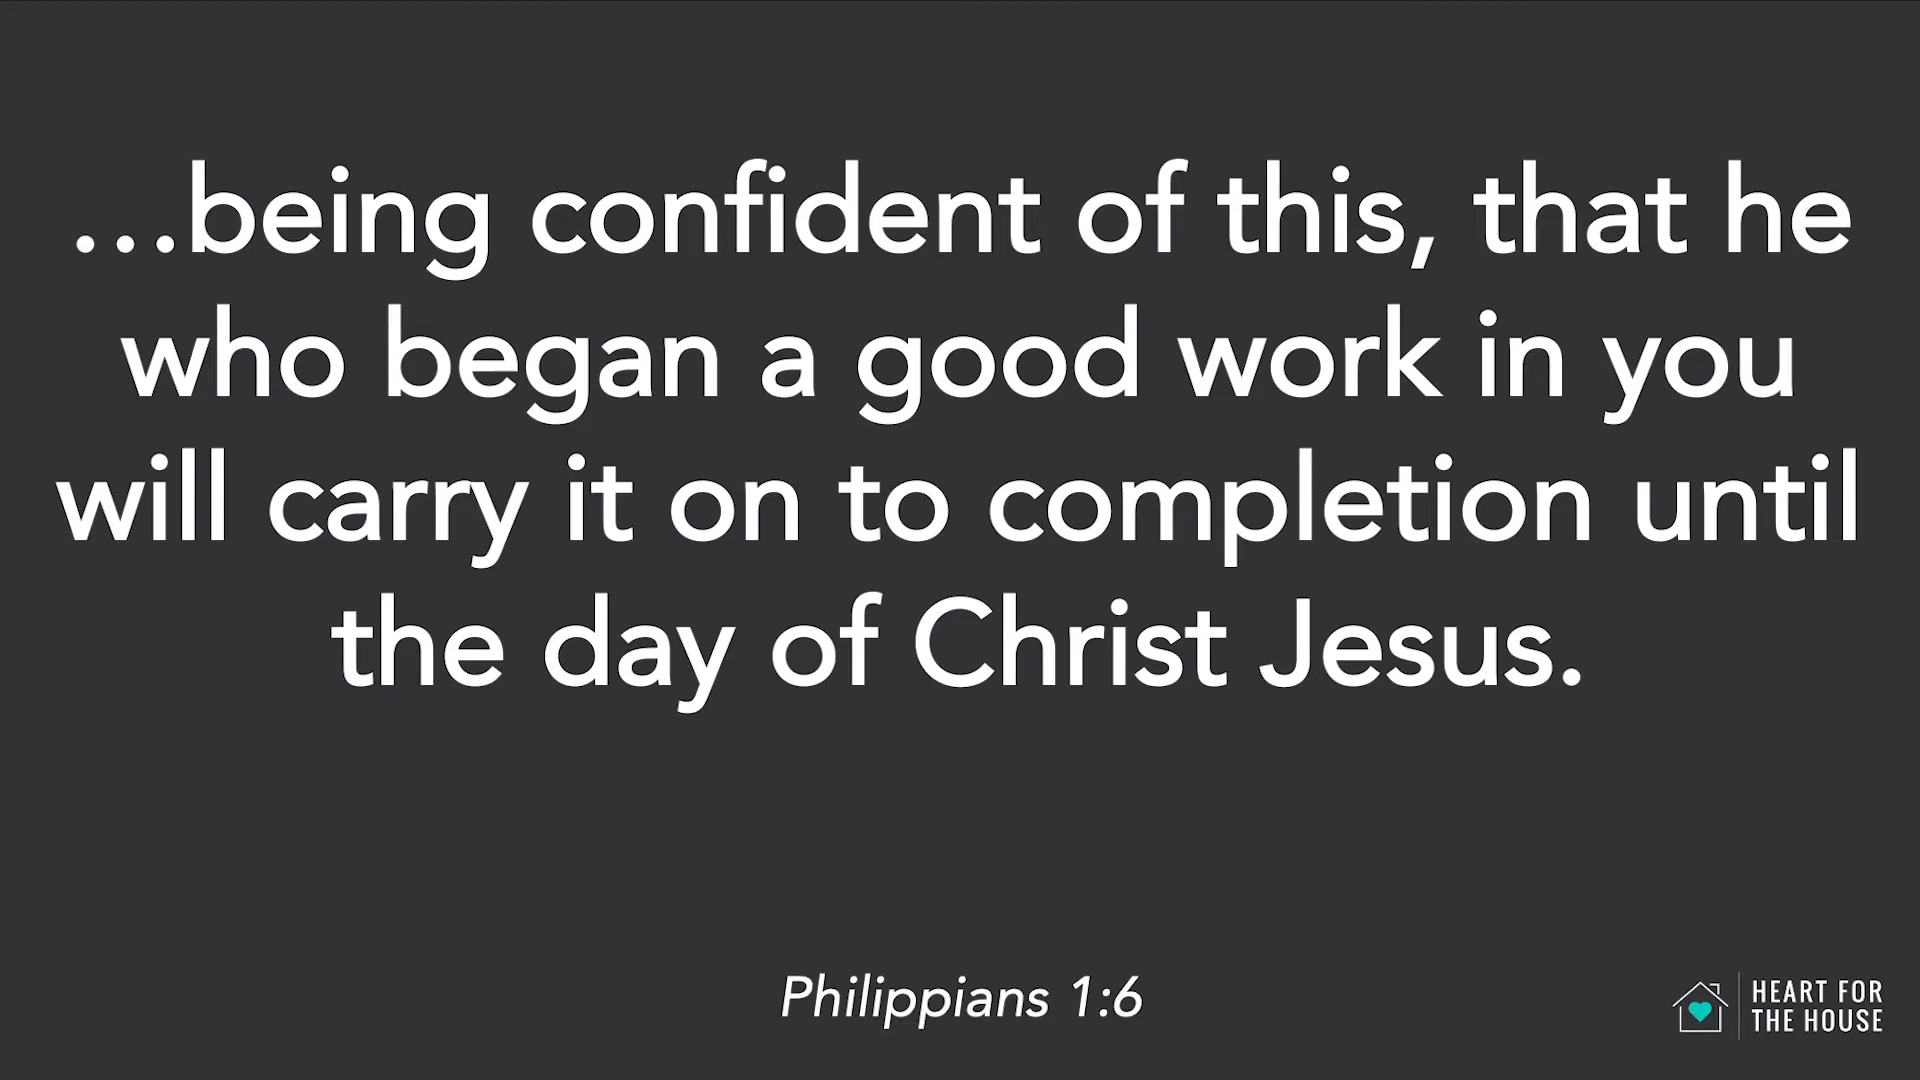 …being confident of this, that he
who began a good work in you
will carry it on to completion until
the day of Christ Jesus.
Philippians 1:6
HEART FOR
THE HOUSE